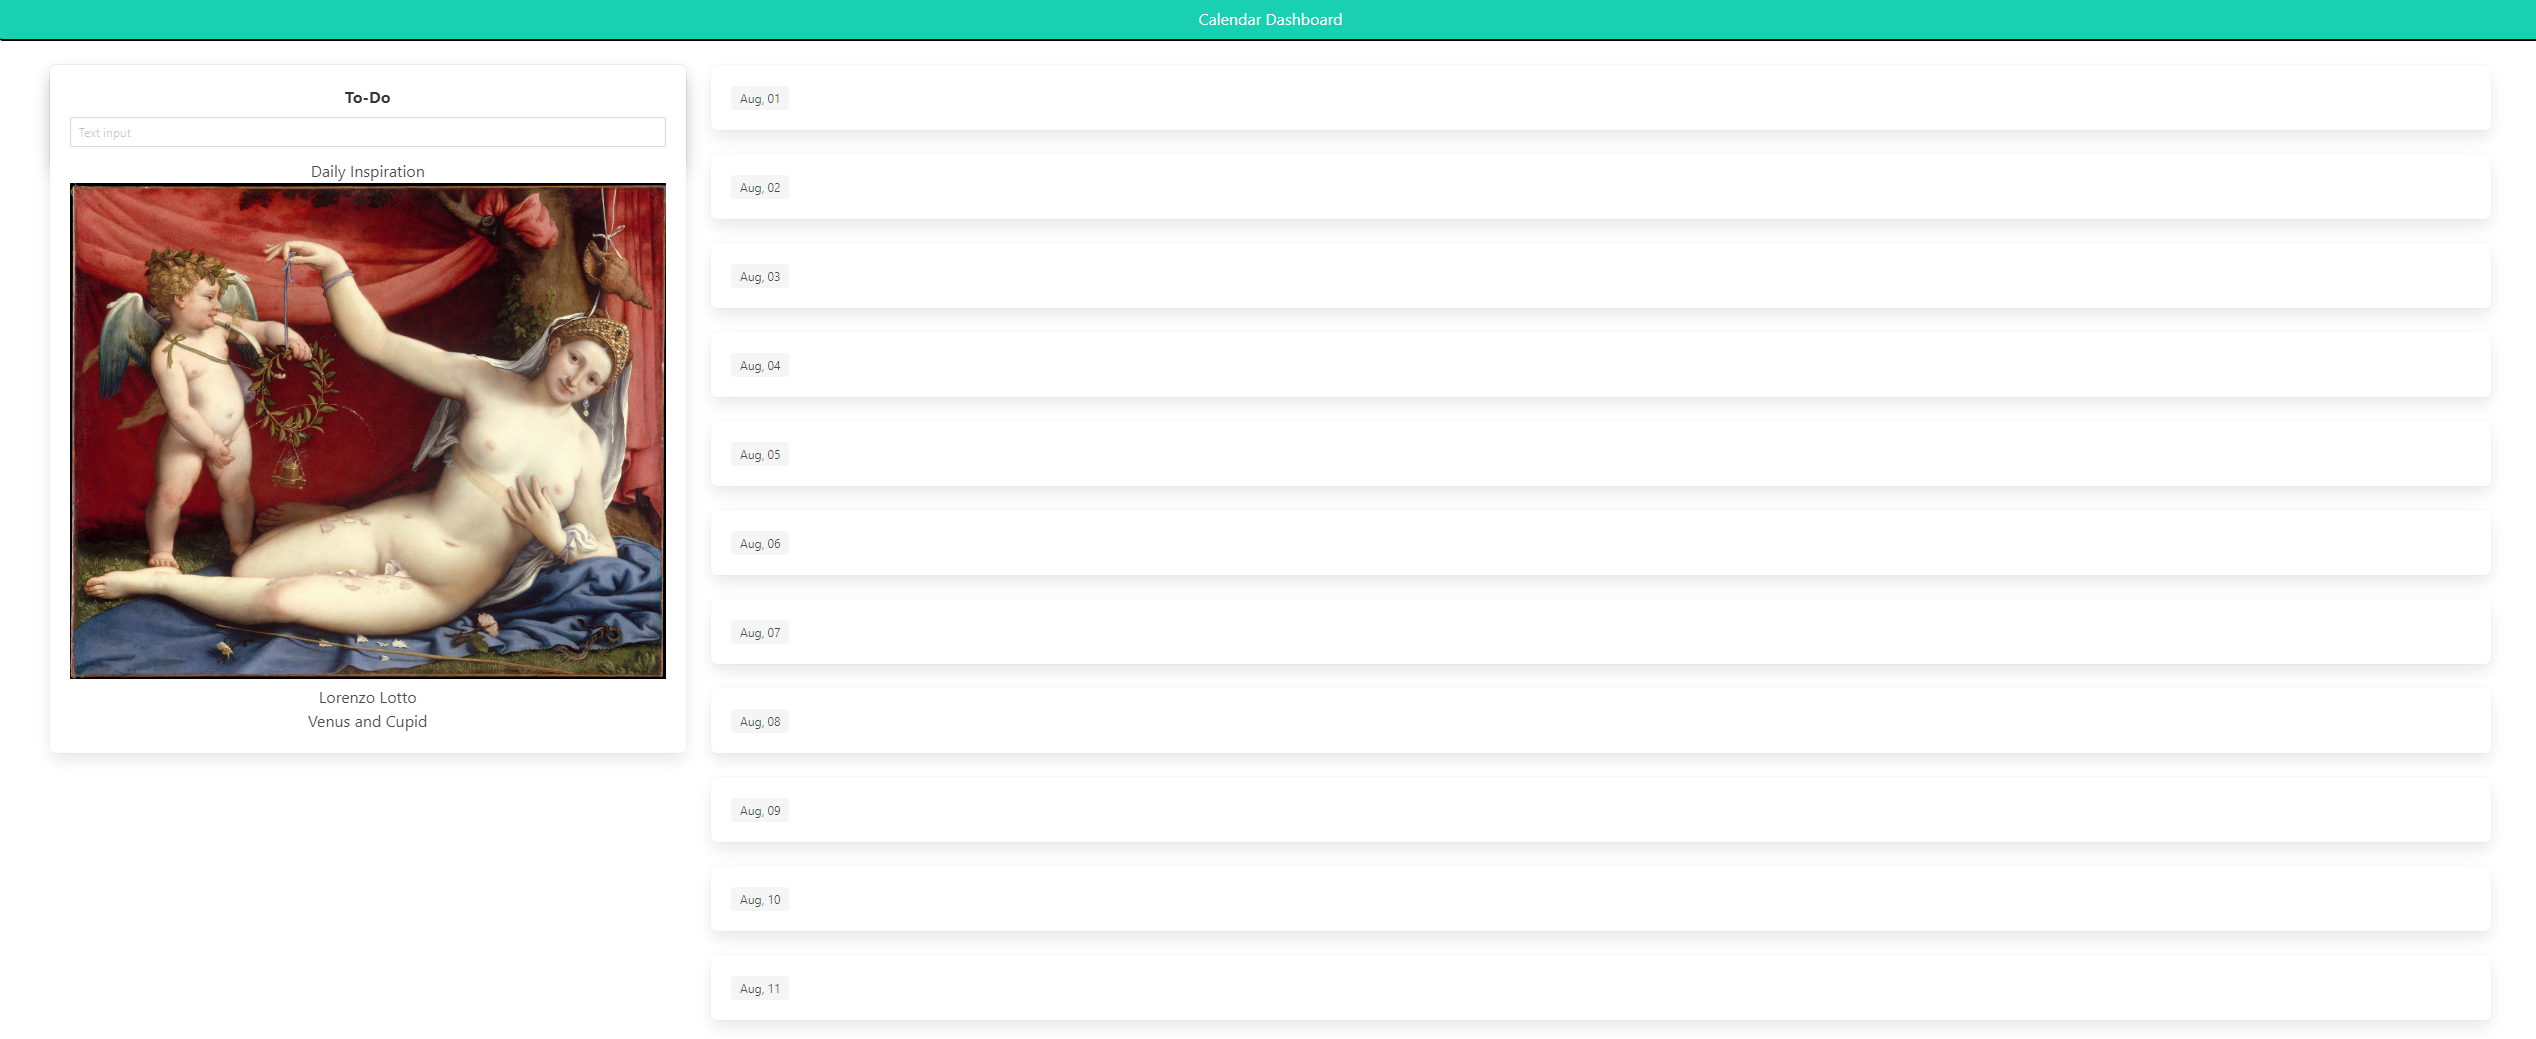 Calendar Dashboard
To-Do
Text input
Daily Inspiration
Lorenzo Lotto
Venus and Cupid
Aug, 01
Aug, 02
Aug, 03
Aug, 04
Aug, 05
Aug, 06
Aug, 07
Aug, 08
Aug, 09
Aug, 10
Aug, 11